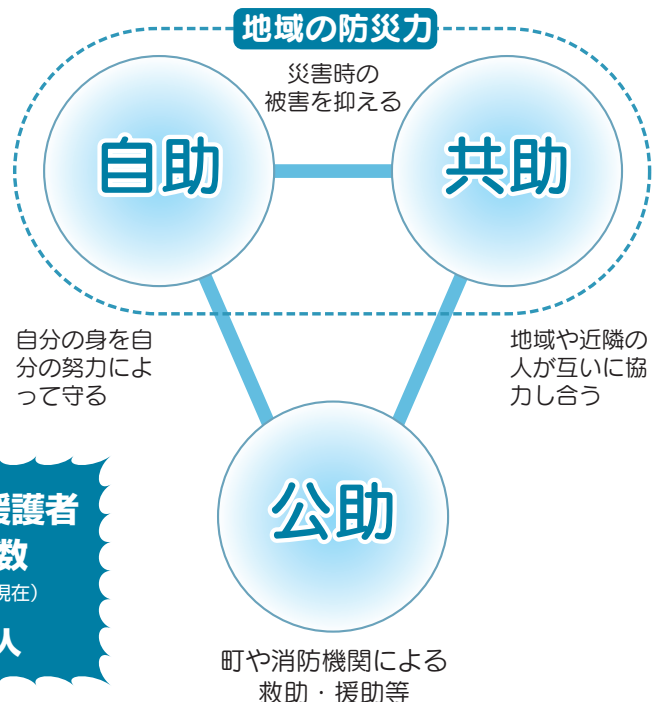 地域の防災力
災害時の
被害を抑える
自助
共助
自分の身を自
分の努力によ
って守る
地域や近隣の
人が互いに協
力し合う
公助
町や消防機関による
救助・援助等
援護者
数
現在）
人